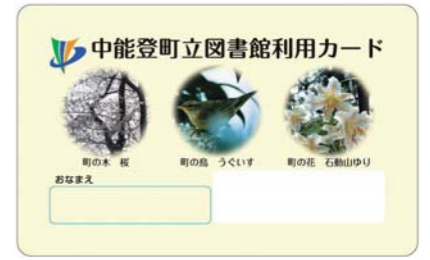 中能登町立図書館利用カード
町の木 桜
町の鳥 うぐいす
町の花 石動山ゆり
おなまえ